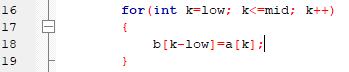 16 for(int k=low; k<=mid; k++)
17 {
18 b[k-low]=a[k];
19 }